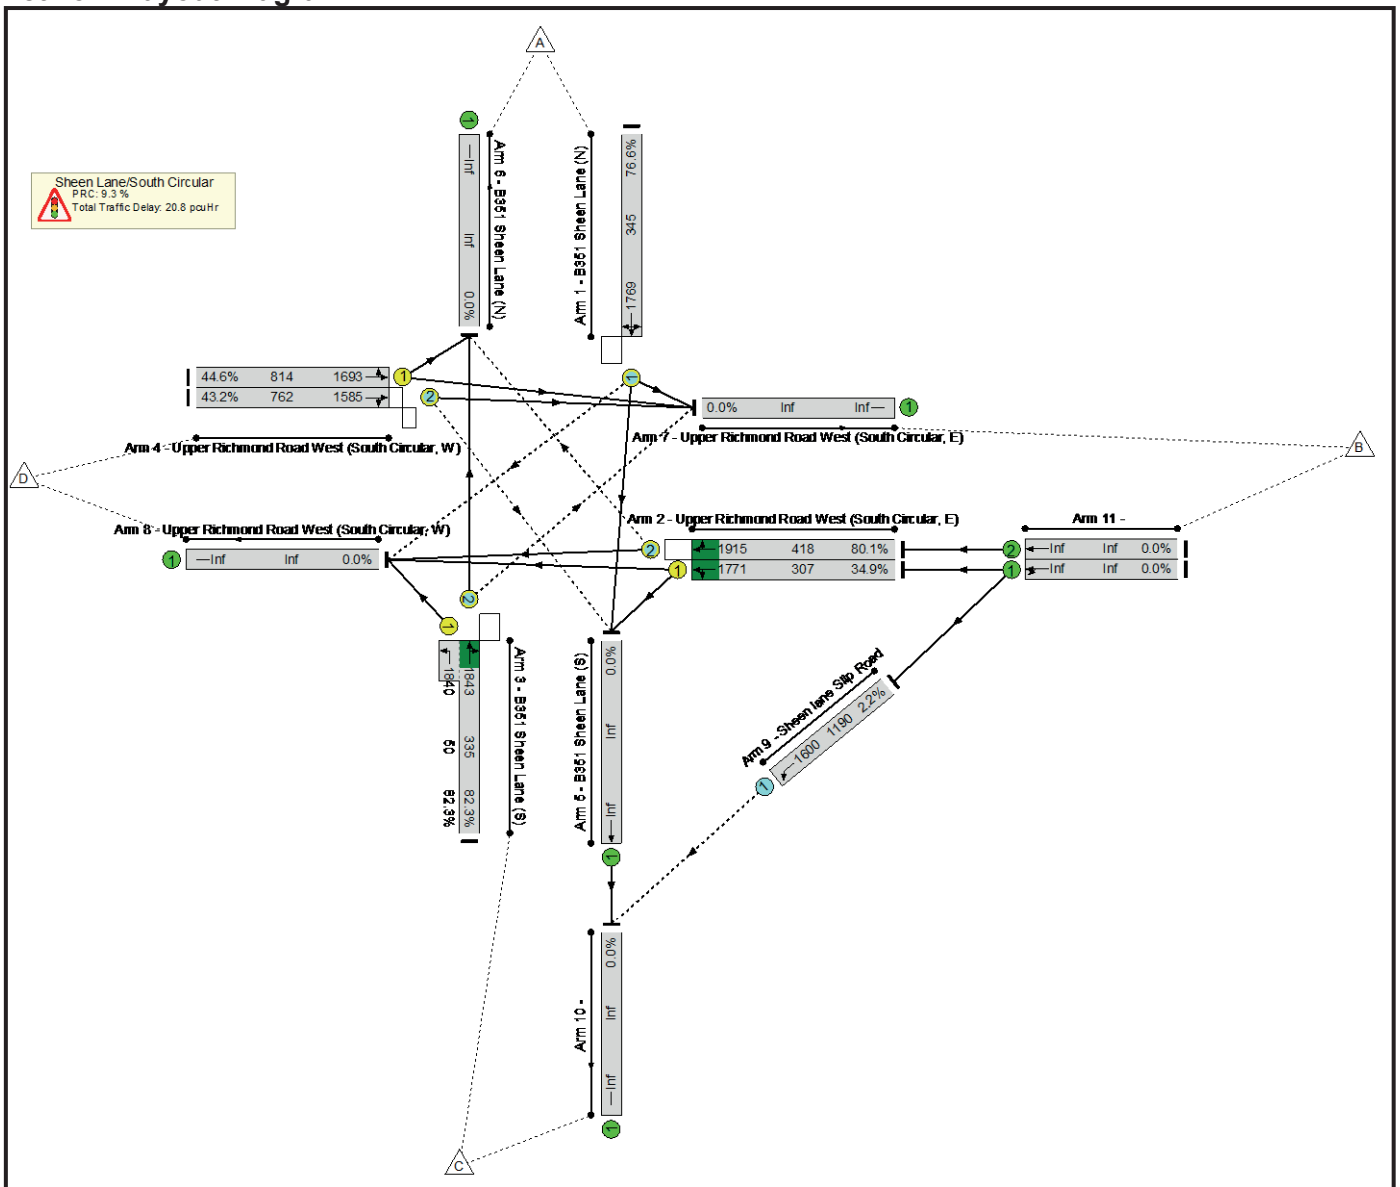 A
Sheen Lane/South Circular
PRC: 9.3 %
Total Traffic Delay: 20.8 pcuHr
1
Inf Inf 0.0%
Arm 6 - B351 Sheen Lane (N)
Arm 1 - B351 Sheen Lane (N)
1769 345 76.6%
44.6% 814 1693
43.2% 762 1585
1
2
1
0.0% Inf Inf
1
Arm 4 - Upper Richmond Road West (South Circular, W)
Arm 7 - Upper Richmond Road West (South Circular, E)
B
D
Arm 8 - Upper Richmond Road West (South Circular, W)
Arm 2 - Upper Richmond Road West (South Circular, E)
Arm 11 -
1
Inf Inf 0.0%
2
1
1915 418 80.1%
1771 307 34.9%
2
1
Inf Inf 0.0%
Inf Inf 0.0%
2
1
1840 60 82.3%
1843 335 82.3%
Arm 3 - B351 Sheen Lane (S)
Arm 5 - B351 Sheen Lane (S)
Inf Inf 0.0%
1
Arm 9 - Sheen lane Slip Road
1600 1190 2.2%
1
Arm 10 -
Inf Inf 0.0%
1
C